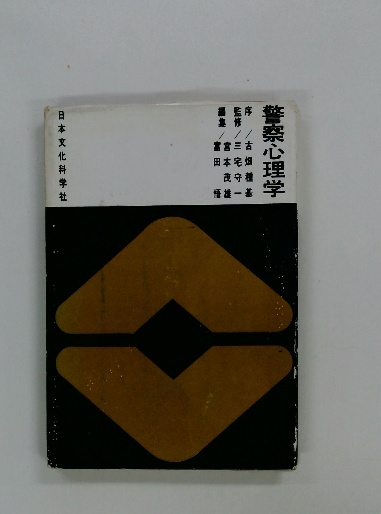 警察心理学
序／古畑種基
監修／三宅守一
編集／宮本茂雄
富田悟
日本文化科学社